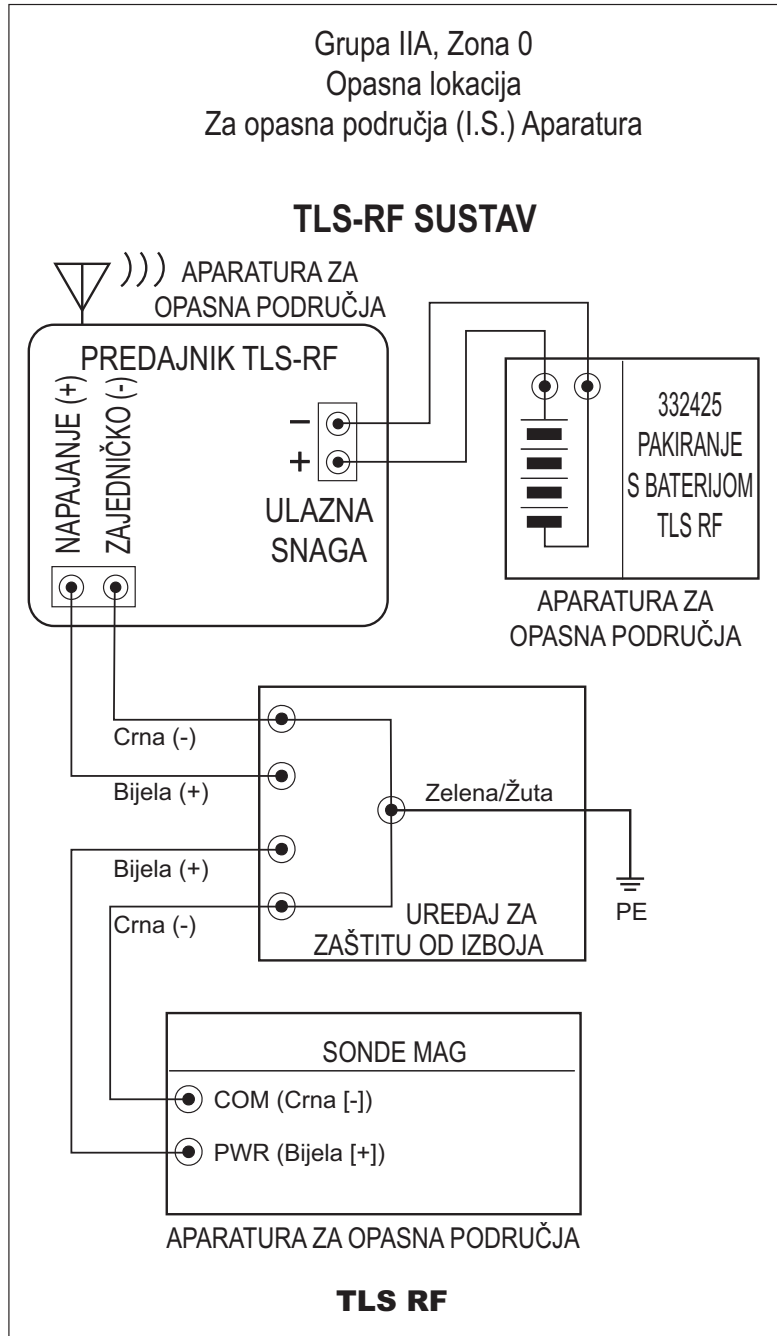 Grupa IIA, Zona 0
Opasna lokacija
Za opasna područja (I.S.) Aparatura
TLS-RF SUSTAV
APARATURA ZA
OPASNA PODRUČJA
PREDAJNIK TLS-RF
NAPAJANJE (+)
ZAJEDNIČKO (-)
–
+
ULAZNA
SNAGA
332425
PAKIRANJE
S BATERIJOM
TLS RF
APARATURA ZA
OPASNA PODRUČJA
Crna (-)
Bijela (+)
Zelena/Žuta
Bijela (+)
Crna (-)
PE
UREĐAJ ZA
ZAŠTITU OD IZBOJA
SONDE MAG
COM (Crna [-])
PWR (Bijela [+])
APARATURA ZA OPASNA PODRUČJA
TLS RF